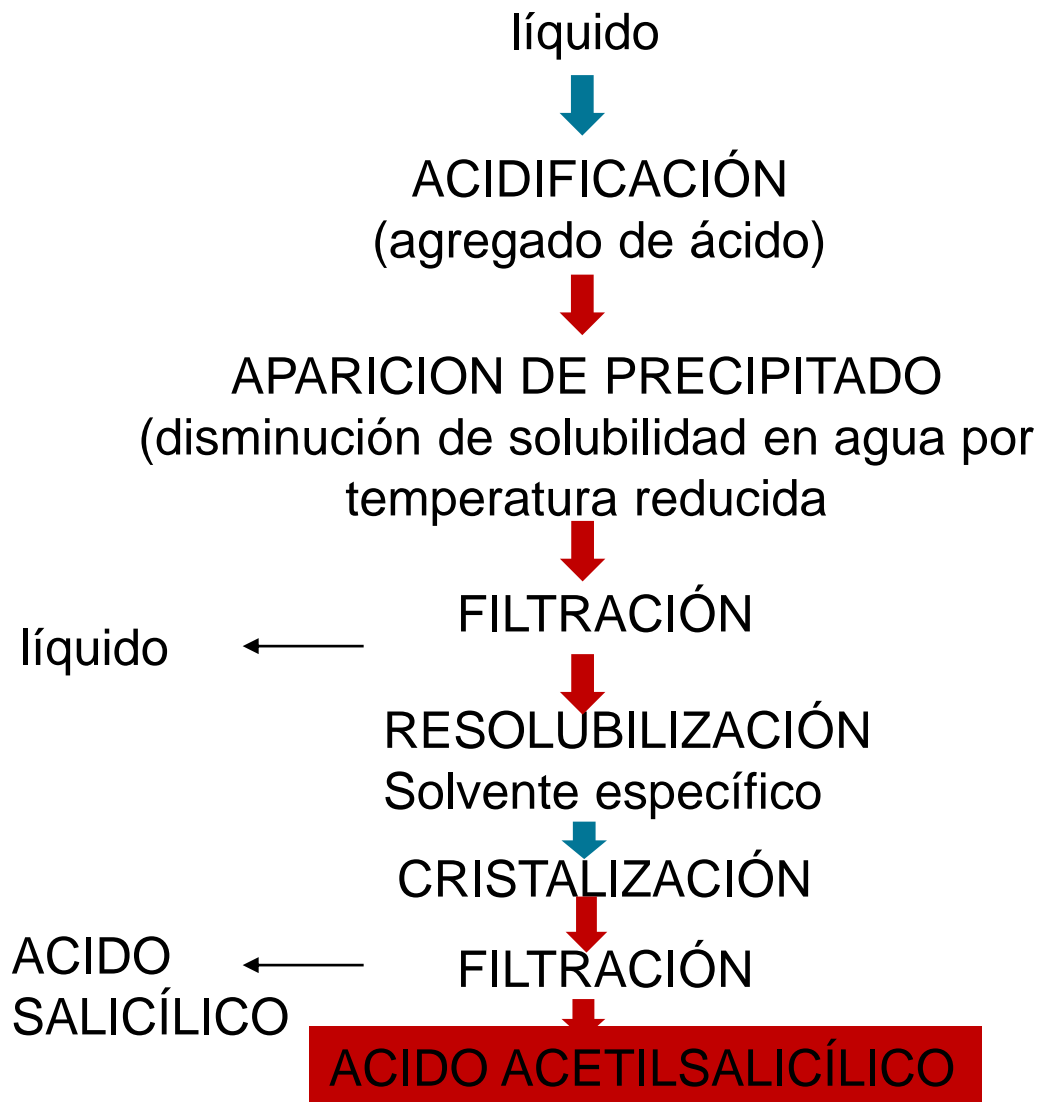 líquido
ACIDIFICACIÓN
(agregado de ácido)
APARICION DE PRECIPITADO
(disminución de solubilidad en agua por
temperatura reducida
FILTRACIÓN
líquido
RESOLUBILIZACIÓN
Solvente específico
CRISTALIZACIÓN
FILTRACIÓN
ACIDO
SALICÍLICO
ACIDO ACETILSALICÍLICO